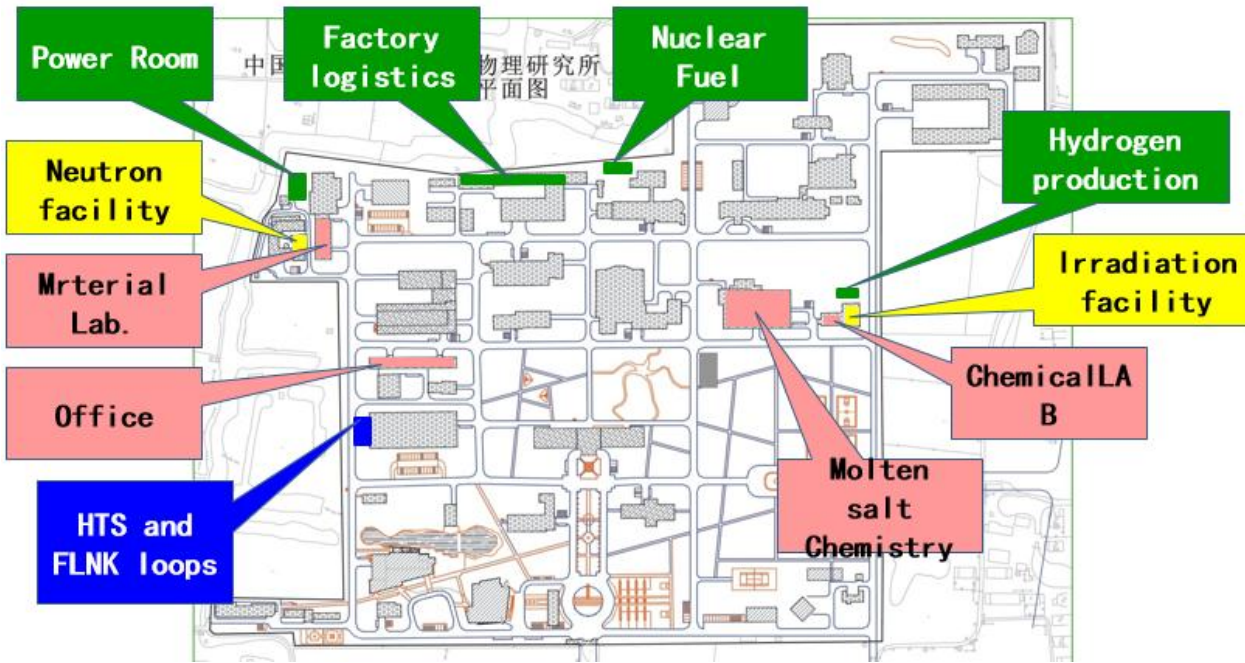 Power Room
Factory
logistics
Nuclear
Fuel
中国
物理研究所
平面图
Hydrogen
production
Neutron
facility
Irradiation
facility
Mrterial
Lab.
ChemicalLA
B
Office
Molten
salt
Chemistry
HTS and
FLNK loops